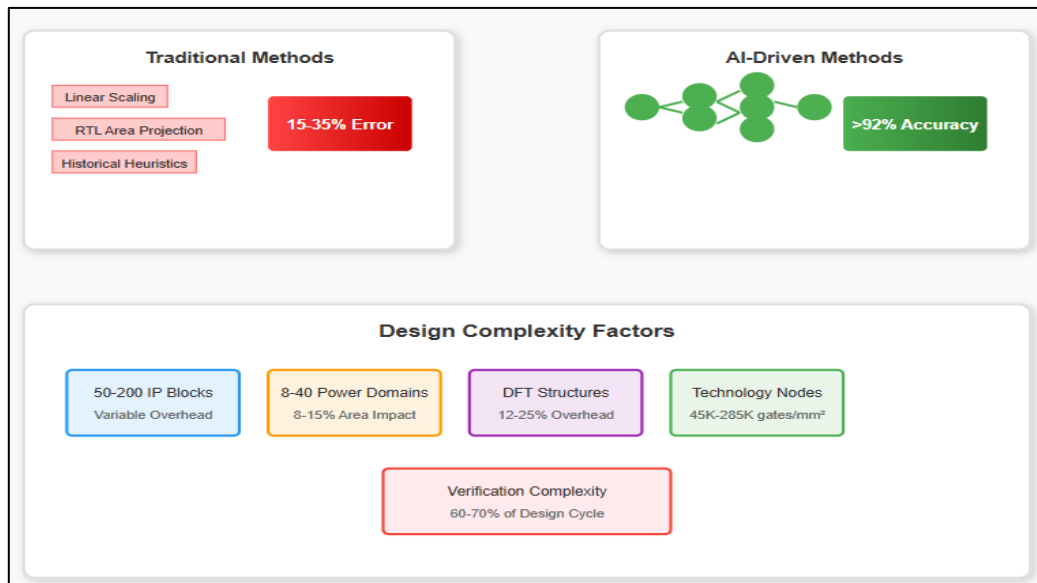 Traditional Methods
Linear Scaling
RTL Area Projection
Historical Heuristics
15-35% Error
AI-Driven Methods
>92% Accuracy
Design Complexity Factors
50-200 IP Blocks
Variable Overhead
8-40 Power Domains
8-15% Area Impact
DFT Structures
12-25% Overhead
Technology Nodes
45K-285K gates/mm²
Verification Complexity
60-70% of Design Cycle